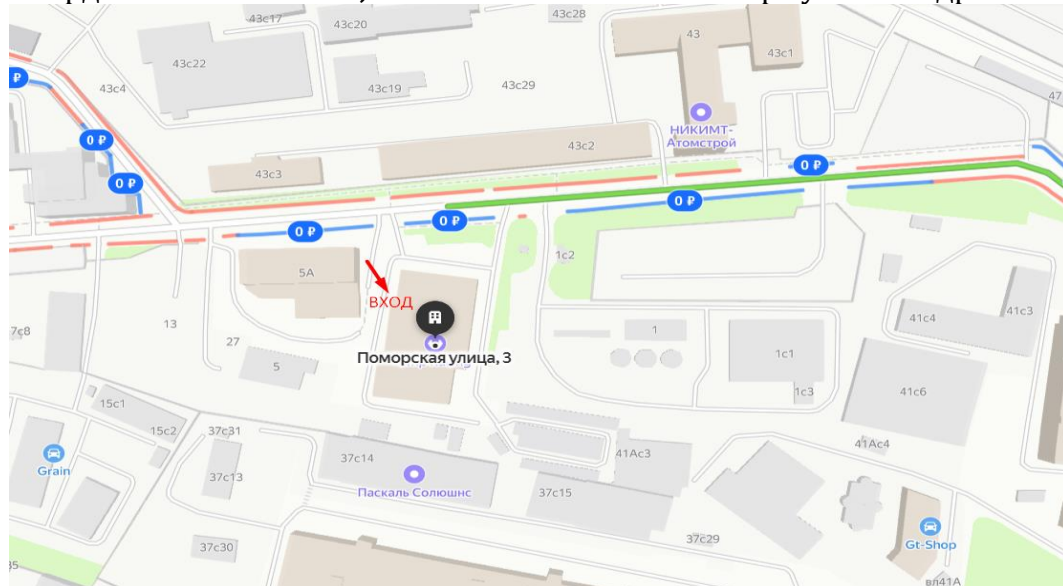 43с17
43с20
43с28
43
43с1
43с22
43с4
43с19
43с29
47
0 ₽
НИКИМТ-
Атомстрой
0 ₽
43с2
0 ₽
43с3
0 ₽
0 ₽
0 ₽
0 ₽
5А
1с2
ВХОД
41с3
41с4
13
1
27
Поморская улица, 3
1с1
5
1с3
41с6
15с1
15с2
37с31
41Ас4
Grain
37с14
41Ас3
37с13
Паскаль Солюшнс
37с15
37с30
37с29
Gt-Shop
вл41А